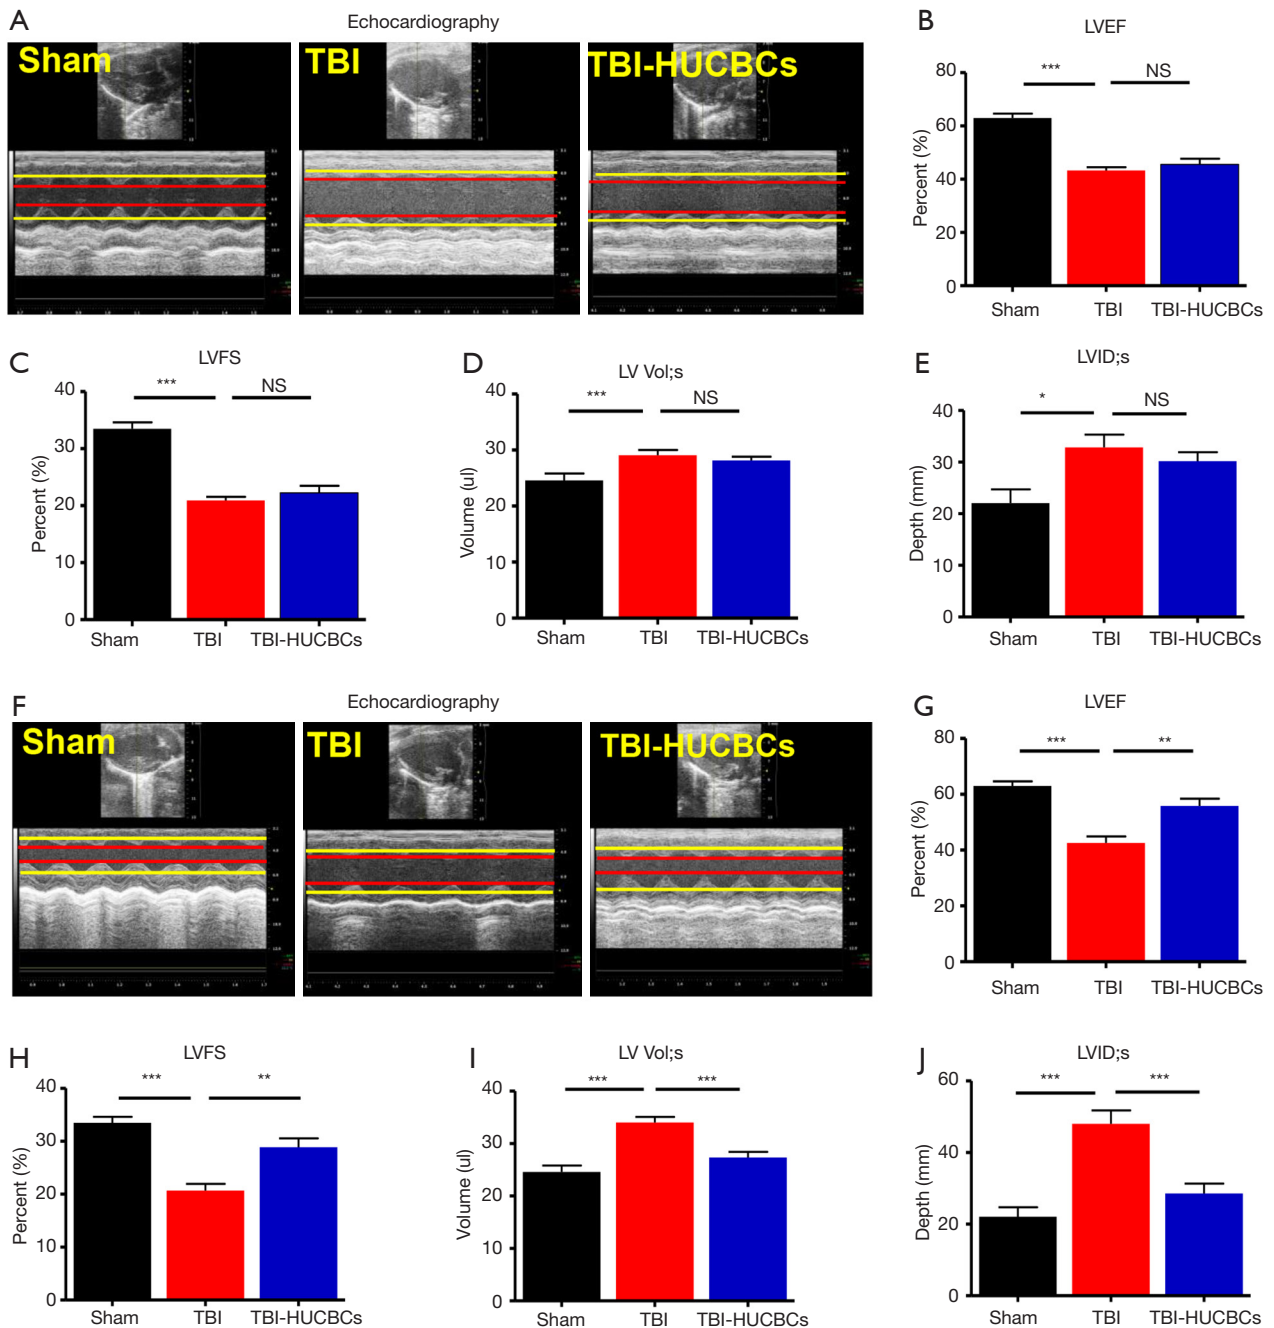 A
Echocardiography
Sham
TBI
TBI-HUCBCs
B
LVEF
Percent (%)
80
60
40
20
0
***
NS
Sham
TBI
TBI-HUCBCs
C
LVFS
Percent (%)
40
30
20
10
0
***
NS
Sham
TBI
TBI-HUCBCs
D
LV Vol;s
Volume (ul)
40
30
20
10
0
***
NS
Sham
TBI
TBI-HUCBCs
E
LVID;s
Depth (mm)
40
30
20
10
0
*
NS
Sham
TBI
TBI-HUCBCs
F
Echocardiography
Sham
TBI
TBI-HUCBCs
G
LVEF
Percent (%)
80
60
40
20
0
***
**
Sham
TBI
TBI-HUCBCs
H
LVFS
Percent (%)
40
30
20
10
0
***
**
Sham
TBI
TBI-HUCBCs
I
LV Vol;s
Volume (ul)
40
30
20
10
0
***
***
Sham
TBI
TBI-HUCBCs
J
LVID;s
Depth (mm)
60
40
20
0
***
***
Sham
TBI
TBI-HUCBCs